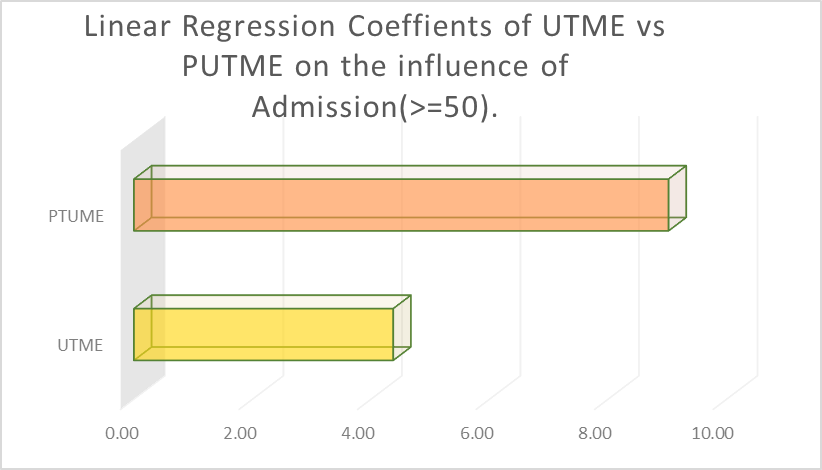 Linear Regression Coeffients of UTME vs
PUTME on the influence of
Admission(>=50).
PTUME
UTME
0.00 2.00 4.00 6.00 8.00 10.00